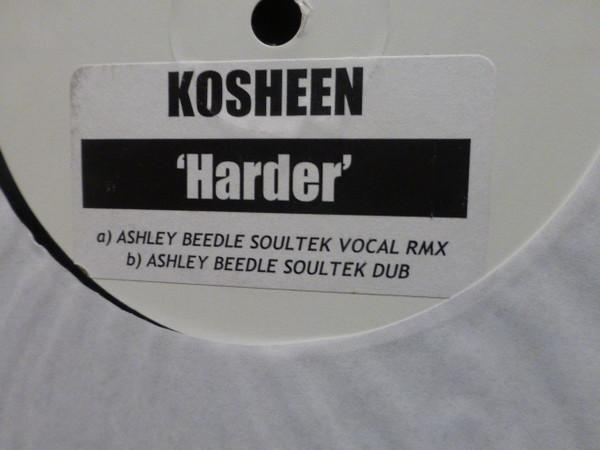 KOSHEEN
'Harder'
a) ASHLEY BEEDLE SOULTEK VOCAL RMX
b) ASHLEY BEEDLE SOULTEK DUB